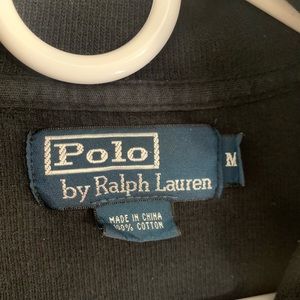 Polo
by Ralph Lauren
M
MADE IN CHINA
100% COTTON